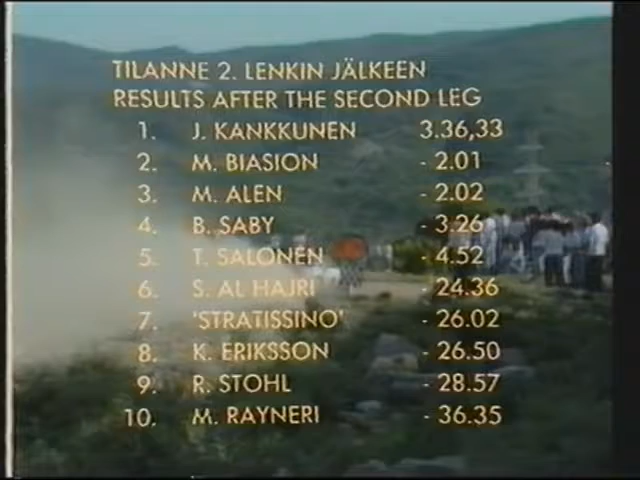 TILANNE 2. LENKIN JÄLKEEN
RESULTS AFTER THE SECOND LEG
1. J. KANKKUNEN 3.36,33
2. M. BIASION - 2.01
3. M. ALEN - 2.02
4. B. SABY - 3.26
5. T. SALONEN - 4.52
6. S. AL HAJRI - 24.36
7. 'STRATISSINO' - 26.02
8. K. ERIKSSON - 26.50
9. R. STOHL - 28.57
10. M. RAYNERI - 36.35